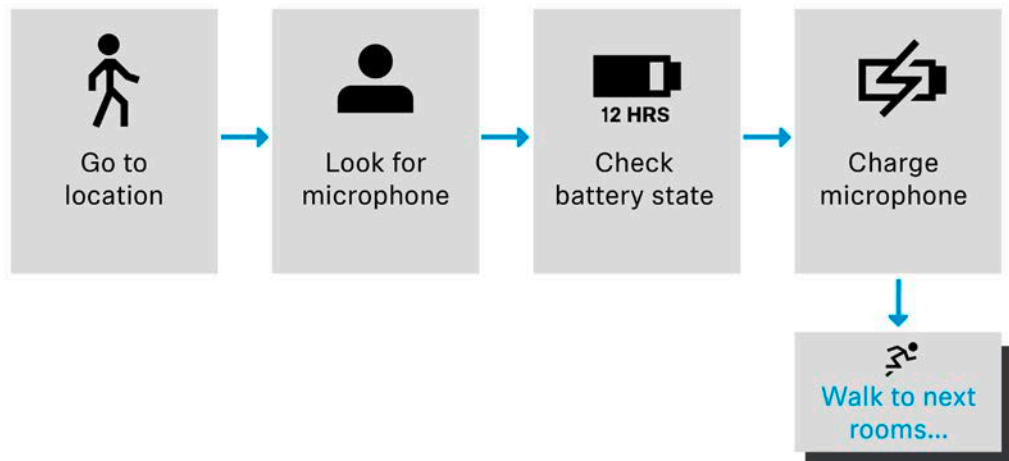 Go to
location
Look for
microphone
12 HRS
Check
battery state
Charge
microphone
Walk to next
rooms...